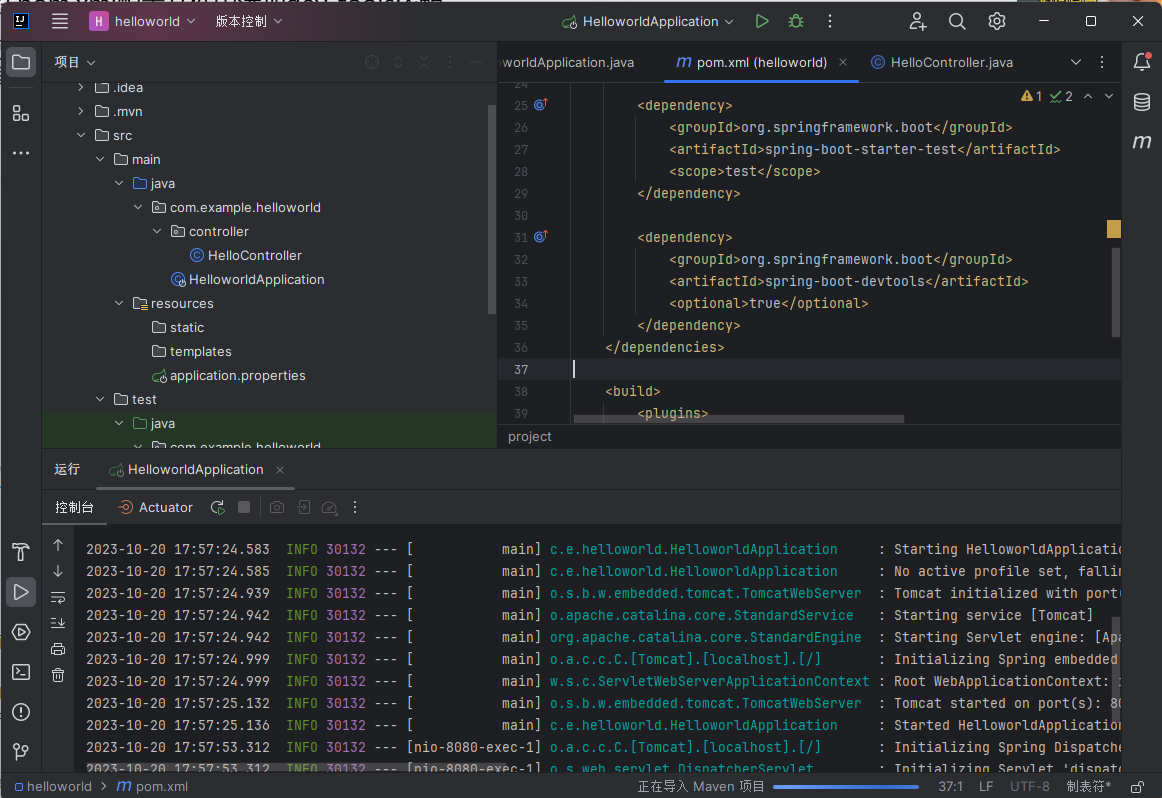 H helloworld 版本控制 HelloworldApplication
项目
.idea
.mvn
src
main
java
com.example.helloworld
controller
HelloController
HelloworldApplication
resources
static
templates
application.properties
test
java
com.example.helloworld
worldApplication.java m pom.xml (helloworld) HelloController.java
1 2
24
25 <dependency>
26 <groupId>org.springframework.boot</groupId>
27 <artifactId>spring-boot-starter-test</artifactId>
28 <scope>test</scope>
29 </dependency>
30
31 <dependency>
32 <groupId>org.springframework.boot</groupId>
33 <artifactId>spring-boot-devtools</artifactId>
34 <optional>true</optional>
35 </dependency>
36 </dependencies>
37
38 <build>
39 <plugins>
project
运行 HelloworldApplication
控制台 Actuator
2023-10-20 17:57:24.583 INFO 30132 --- [ main] c.e.helloworld.HelloworldApplication : Starting HelloworldApplicatio
2023-10-20 17:57:24.585 INFO 30132 --- [ main] c.e.helloworld.HelloworldApplication : No active profile set, fallin
2023-10-20 17:57:24.939 INFO 30132 --- [ main] o.s.b.w.embedded.tomcat.TomcatWebServer : Tomcat initialized with port(
2023-10-20 17:57:24.942 INFO 30132 --- [ main] o.apache.catalina.core.StandardService : Starting service [Tomcat]
2023-10-20 17:57:24.942 INFO 30132 --- [ main] org.apache.catalina.core.StandardEngine : Starting Servlet engine: [Apa
2023-10-20 17:57:24.999 INFO 30132 --- [ main] o.a.c.c.C.[Tomcat].[localhost].[/] : Initializing Spring embedded
2023-10-20 17:57:24.999 INFO 30132 --- [ main] w.s.c.ServletWebServerApplicationContext : Root WebApplicationContext:
2023-10-20 17:57:25.132 INFO 30132 --- [ main] o.s.b.w.embedded.tomcat.TomcatWebServer : Tomcat started on port(s): 80
2023-10-20 17:57:25.136 INFO 30132 --- [ main] c.e.helloworld.HelloworldApplication : Started HelloworldApplication
2023-10-20 17:57:53.312 INFO 30132 --- [nio-8080-exec-1] o.a.c.c.C.[Tomcat].[localhost].[/] : Initializing Spring Dispatche
2023-10-20 17:57:53.312 INFO 30132 --- [nio-8080-exec-1] o.s.web.servlet.DispatcherServlet : Initializing Servlet 'dispat
helloworld m pom.xml 正在导入 Maven 项目 37:1 LF UTF-8 制表符*